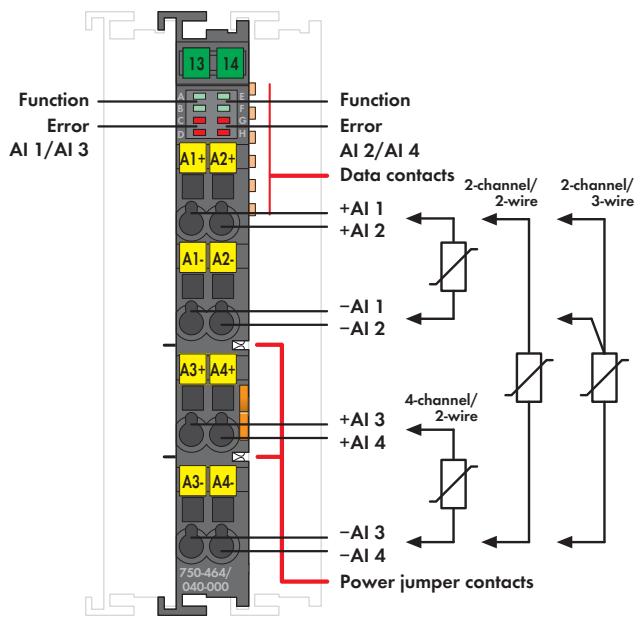 13 14
A E
B F
C G
D H
Function
Error
AI 1/AI 3
Function
Error
AI 2/AI 4
Data contacts
A1+ A2+
+AI 1
+AI 2
A1- A2-
−AI 1
−AI 2
A3+ A4+
+AI 3
+AI 4
A3- A4-
−AI 3
−AI 4
750-464/
040-000
Power jumper contacts
2-channel/
2-wire
2-channel/
3-wire
4-channel/
2-wire